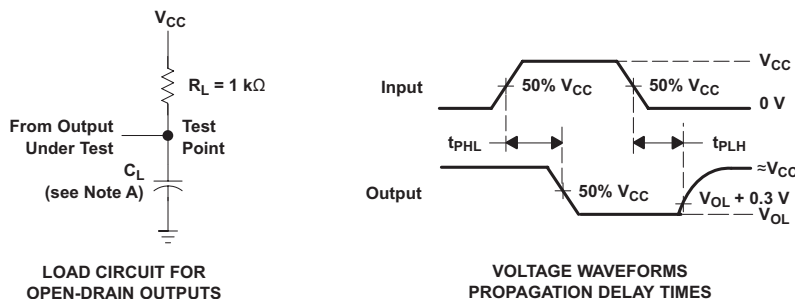 VCC
RL = 1 kΩ
From Output
Under Test
Test
Point
CL
(see Note A)
LOAD CIRCUIT FOR
OPEN-DRAIN OUTPUTS
Input
50% VCC
50% VCC
VCC
0 V
tPHL
tPLH
Output
50% VCC
≈VCC
VOL + 0.3 V
VOL
VOLTAGE WAVEFORMS
PROPAGATION DELAY TIMES